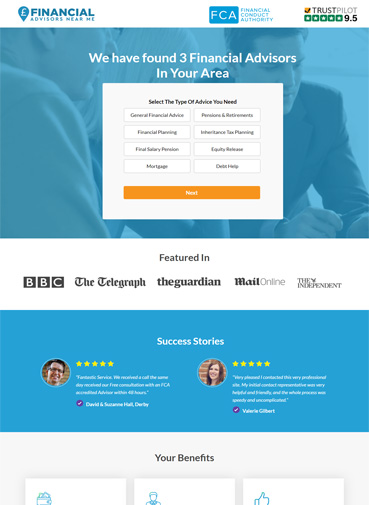 FINANCIAL
ADVISORS NEAR ME
FCA FINANCIAL
CONDUCT
AUTHORITY
TRUSTPILOT
9.5
We have found 3 Financial Advisors
In Your Area
Select The Type Of Advice You Need
General Financial Advice
Pensions & Retirements
Financial Planning
Inheritance Tax Planning
Final Salary Pension
Equity Release
Mortgage
Debt Help
Next
Featured In
BBC
The Telegraph
theguardian
MailOnline
THE
INDEPENDENT
Success Stories
"Fantastic Service. We received a call the same
day received our Free consultation with an FCA
accredited Advisor within 48 hours."
David & Suzanne Hall, Derby
"Very pleased I contacted this very professional
site. My initial contact representative was very
helpful and friendly, and the whole process was
speedy and uncomplicated."
Valerie Gilbert
Your Benefits